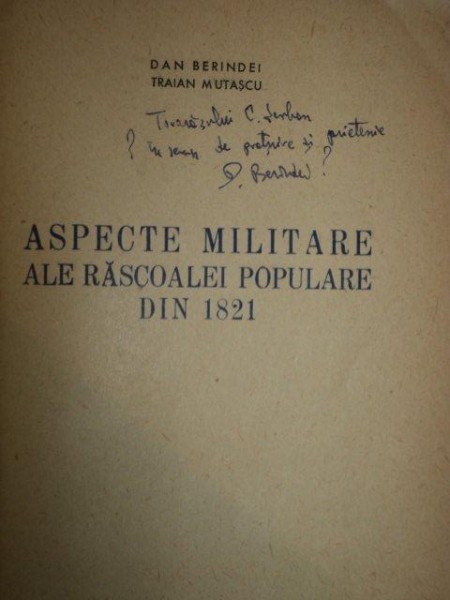 DAN BERINDEI
TRAIAN MUTAȘCU
Tovarășului C. Șerban
în semn de prețuire și prietenie
D. Berindei
ASPECTE MILITARE
ALE RĂSCOALEI POPULARE
DIN 1821